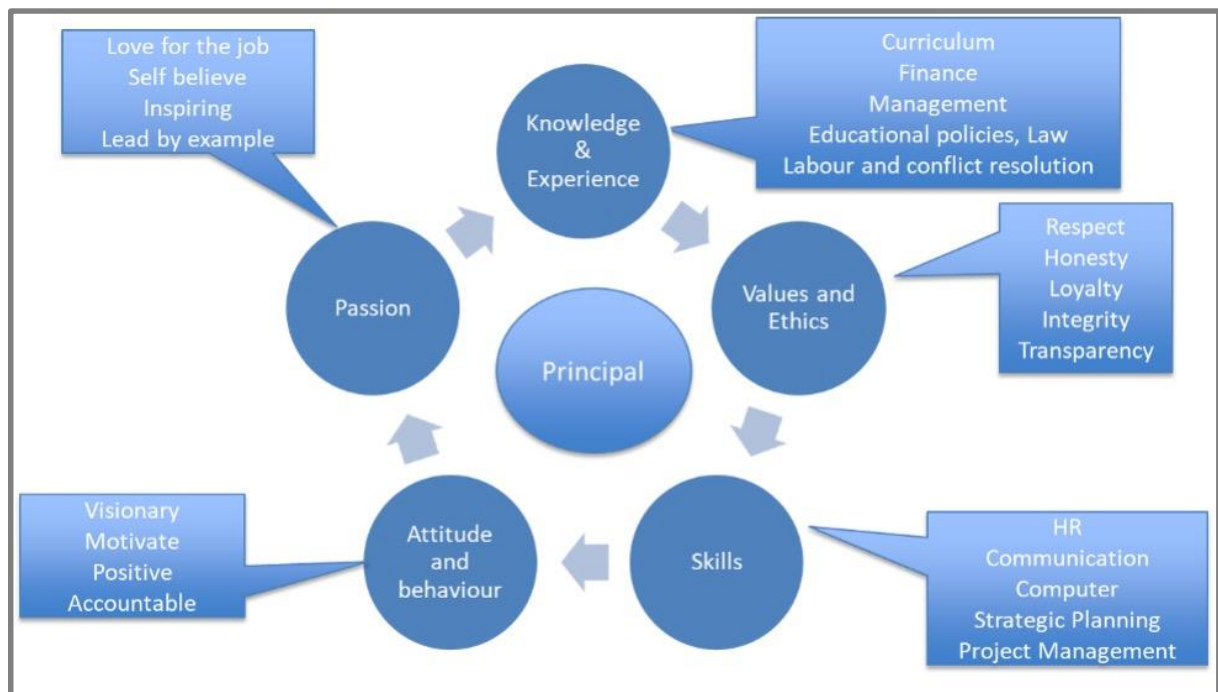 Love for the job
Self believe
Inspiring
Lead by example
Knowledge
&
Experience
Curriculum
Finance
Management
Educational policies, Law
Labour and conflict resolution
Values and
Ethics
Respect
Honesty
Loyalty
Integrity
Transparency
Passion
Principal
Skills
HR
Communication
Computer
Strategic Planning
Project Management
Attitude
and
behaviour
Visionary
Motivate
Positive
Accountable